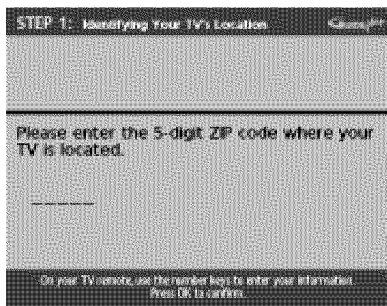 STEP 1: Identifying Your TV's Location
Please enter the 5-digit ZIP code where your
TV is located.
_____
On your TV remote, use the number keys to enter your information.
Press OK to confirm.